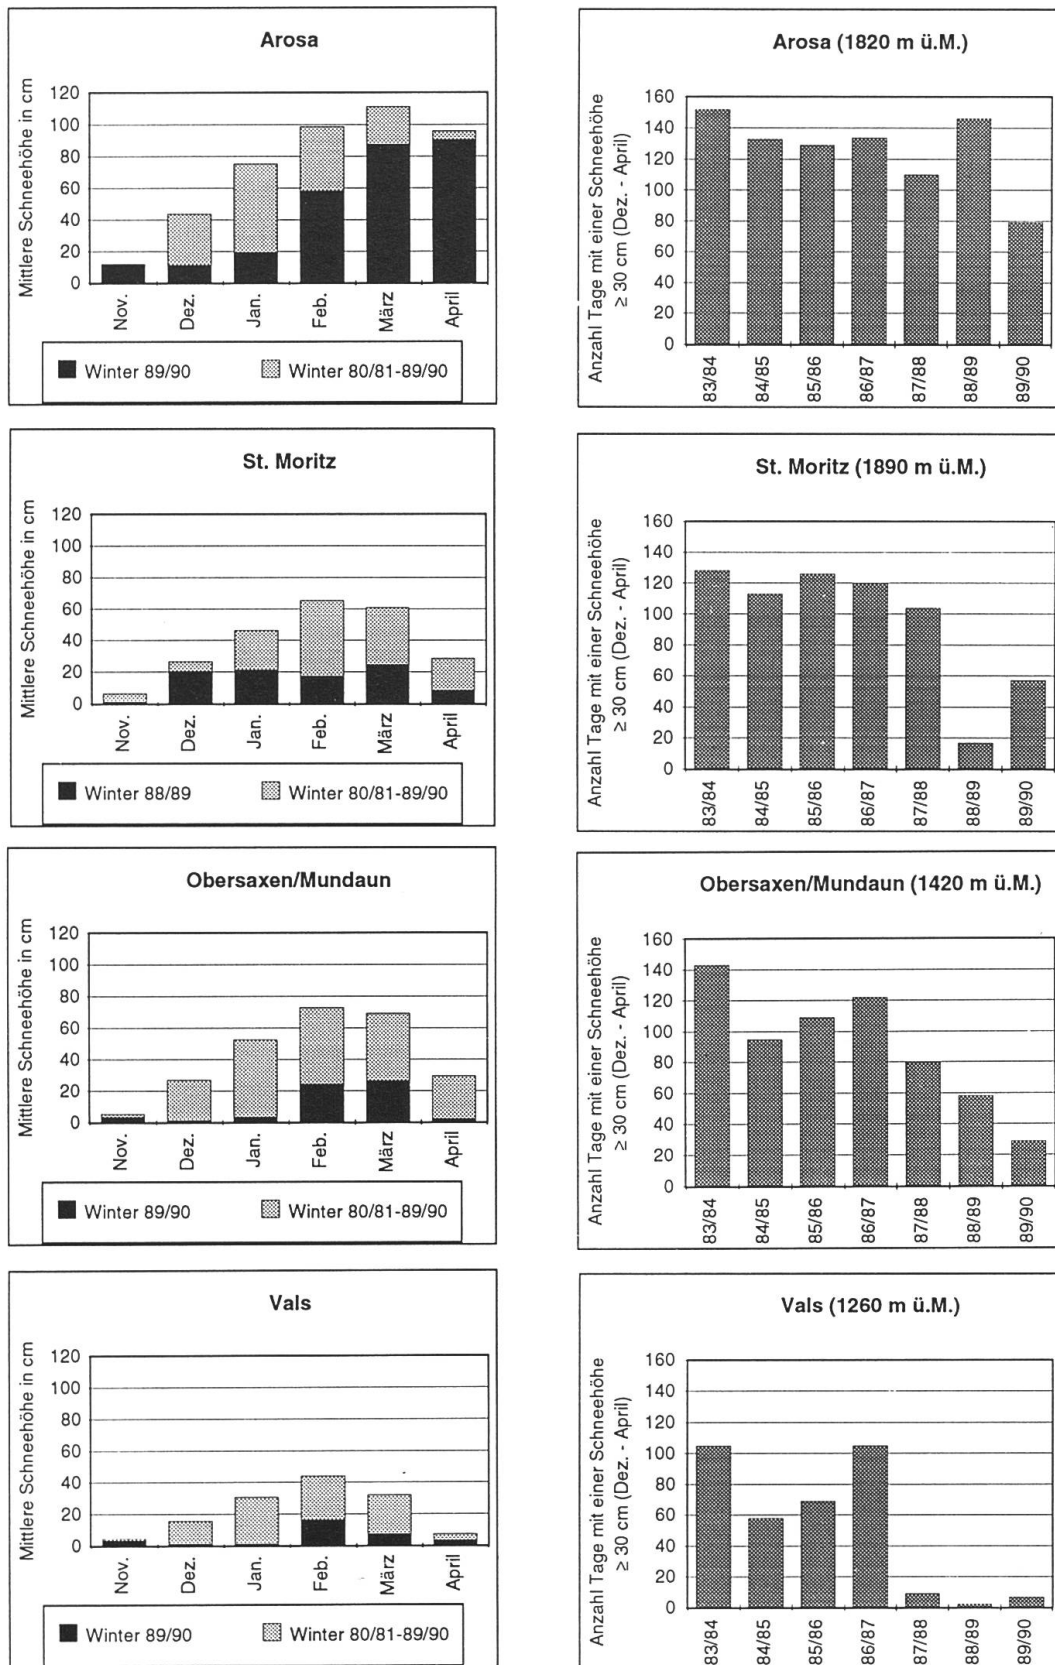 Arosa
Mittlere Schneehöhe in cm
120
100
80
60
40
20
0
Nov.
Dez.
Jan.
Feb.
März
April
Winter 89/90
Winter 80/81-89/90
Arosa (1820 m ü.M.)
Anzahl Tage mit einer Schneehöhe
≥ 30 cm (Dez. - April)
160
140
120
100
80
60
40
20
0
83/84
84/85
85/86
86/87
87/88
88/89
89/90
St. Moritz
Mittlere Schneehöhe in cm
120
100
80
60
40
20
0
Nov.
Dez.
Jan.
Feb.
März
April
Winter 88/89
Winter 80/81-89/90
St. Moritz (1890 m ü.M.)
Anzahl Tage mit einer Schneehöhe
≥ 30 cm (Dez. - April)
160
140
120
100
80
60
40
20
0
83/84
84/85
85/86
86/87
87/88
88/89
89/90
Obersaxen/Mundaun
Mittlere Schneehöhe in cm
120
100
80
60
40
20
0
Nov.
Dez.
Jan.
Feb.
März
April
Winter 89/90
Winter 80/81-89/90
Obersaxen/Mundaun (1420 m ü.M.)
Anzahl Tage mit einer Schneehöhe
≥ 30 cm (Dez. - April)
160
140
120
100
80
60
40
20
0
83/84
84/85
85/86
86/87
87/88
88/89
89/90
Vals
Mittlere Schneehöhe in cm
120
100
80
60
40
20
0
Nov.
Dez.
Jan.
Feb.
März
April
Winter 89/90
Winter 80/81-89/90
Vals (1260 m ü.M.)
Anzahl Tage mit einer Schneehöhe
≥ 30 cm (Dez. - April)
160
140
120
100
80
60
40
20
0
83/84
84/85
85/86
86/87
87/88
88/89
89/90